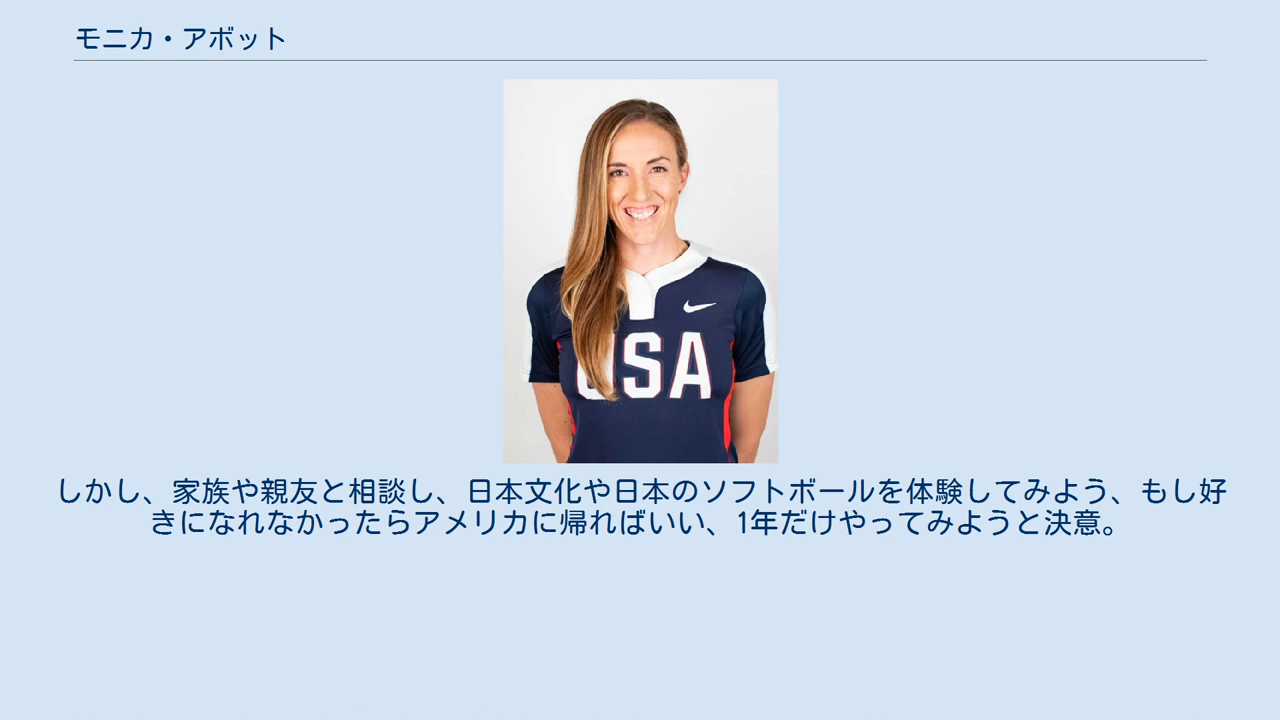 モニカ・アボット
USA
しかし、家族や親友と相談し、日本文化や日本のソフトボールを体験してみよう、もし好
きになれなかったらアメリカに帰ればいい、1年だけやってみようと決意。